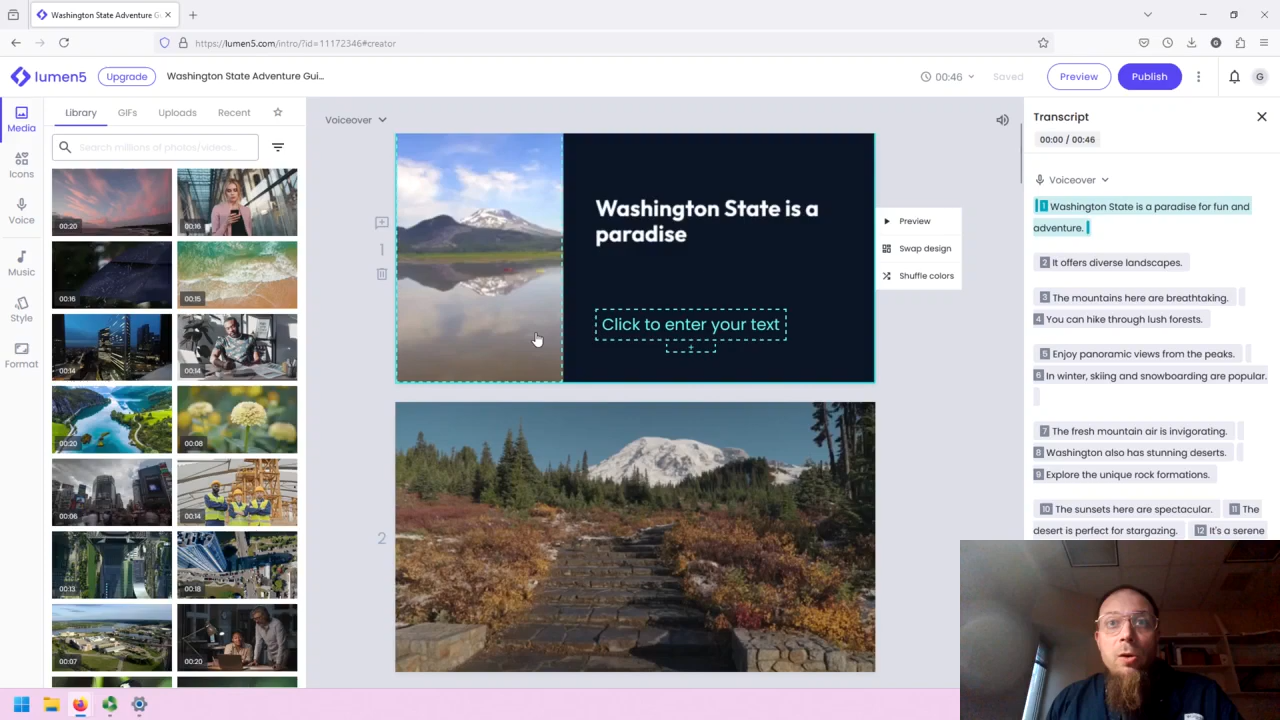 Washington State Adventure G
https://lumen5.com/intro/?id=11172346#creator
lumen5
Upgrade
Washington State Adventure Gui...
00:46
Saved
Preview
Publish
G
Media
Icons
Voice
Music
Style
Format
Library
GIFs
Uploads
Recent
Search millions of photos/videos...
00:20
00:16
00:16
00:15
00:14
00:14
00:20
00:08
00:06
00:14
00:13
00:18
00:07
00:20
Voiceover
1
Washington State is a
paradise
Click to enter your text
+
Preview
Swap design
Shuffle colors
2
Transcript
00:00 / 00:46
Voiceover
1 Washington State is a paradise for fun and
adventure.
2 It offers diverse landscapes.
3 The mountains here are breathtaking.
4 You can hike through lush forests.
5 Enjoy panoramic views from the peaks.
6 In winter, skiing and snowboarding are popular.
7 The fresh mountain air is invigorating.
8 Washington also has stunning deserts.
9 Explore the unique rock formations.
10 The sunsets here are spectacular. 11 The
desert is perfect for stargazing. 12 It's a serene